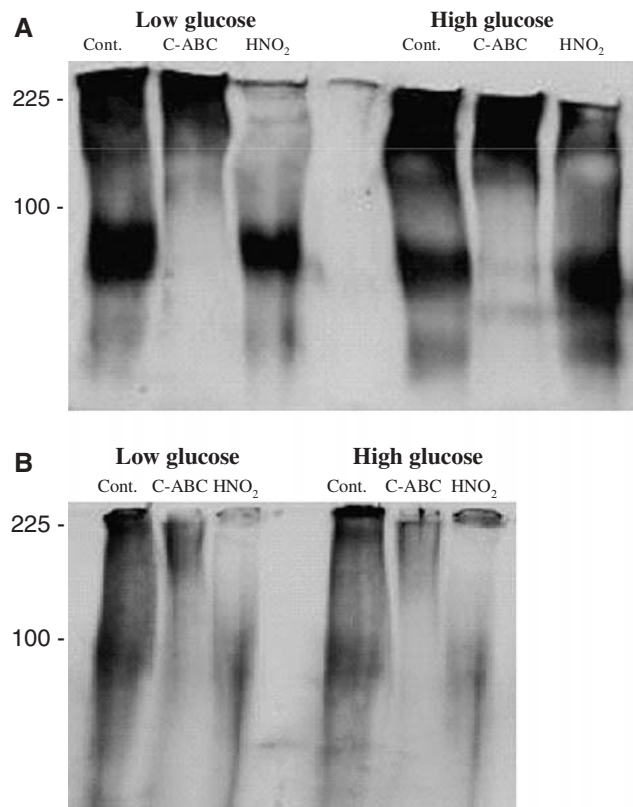 A
Low glucose High glucose
Cont. C-ABC HNO₂ Cont. C-ABC HNO₂
225 -
100 -
B
Low glucose High glucose
Cont. C-ABC HNO₂ Cont. C-ABC HNO₂
225 -
100 -